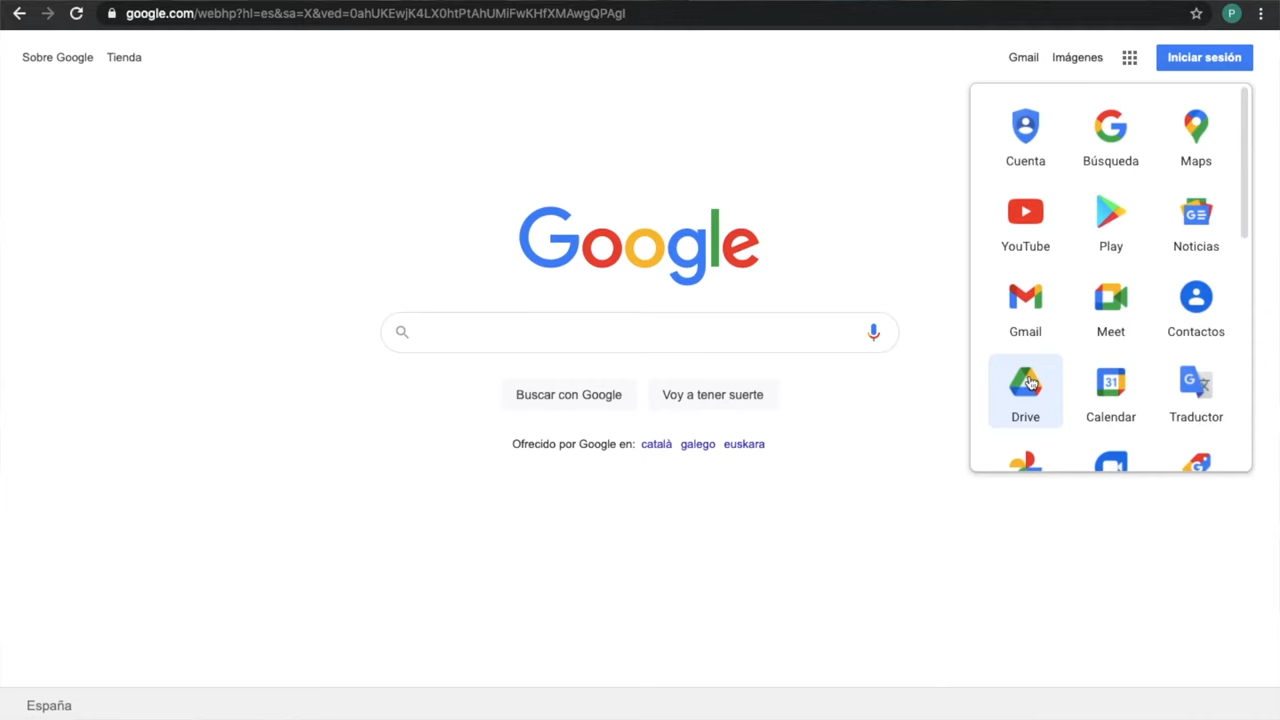 google.com/webhp?hl=es&sa=X&ved=0ahUKEwjK4LX0htPtAhUMiFwKHfXMAwgQPAgI
P
Sobre Google Tienda
Gmail Imágenes Iniciar sesión
Cuenta Búsqueda Maps
GE
YouTube Play Noticias
Gmail Meet Contactos
31 G
Drive Calendar Traductor
Google
Buscar con Google Voy a tener suerte
Ofrecido por Google en: català galego euskara
España